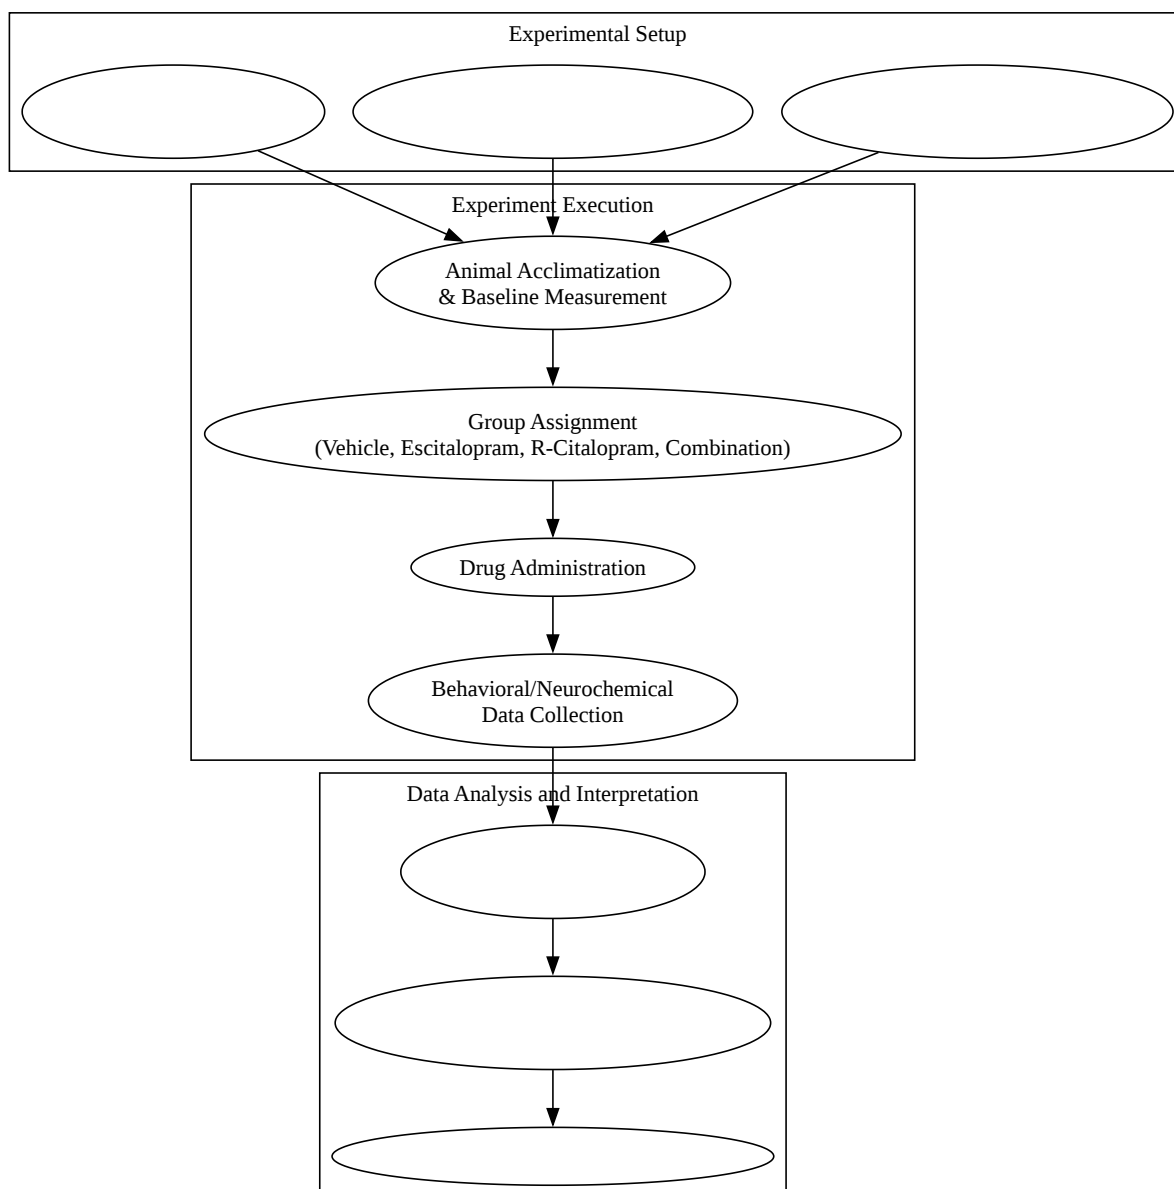 Experimental Setup
Experiment Execution
Animal Acclimatization
& Baseline Measurement
Group Assignment
(Vehicle, Escitalopram, R-Citalopram, Combination)
Drug Administration
Behavioral/Neurochemical
Data Collection
Data Analysis and Interpretation